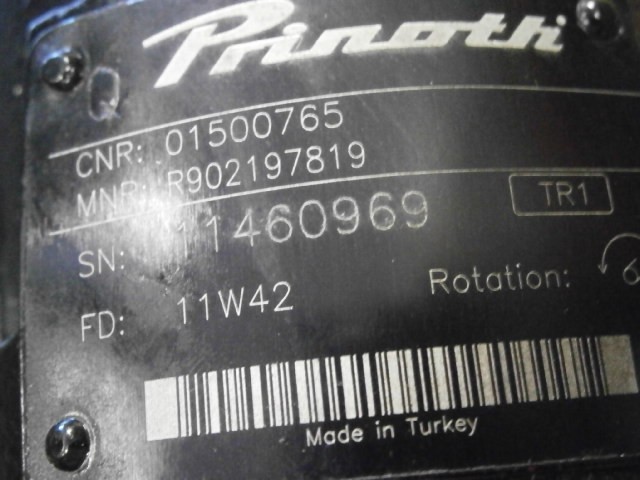 Prinoth
Q
CNR: 01500765
MNR: R902197819
SN: 11460969
TR1
FD: 11W42
Rotation:
Made in Turkey